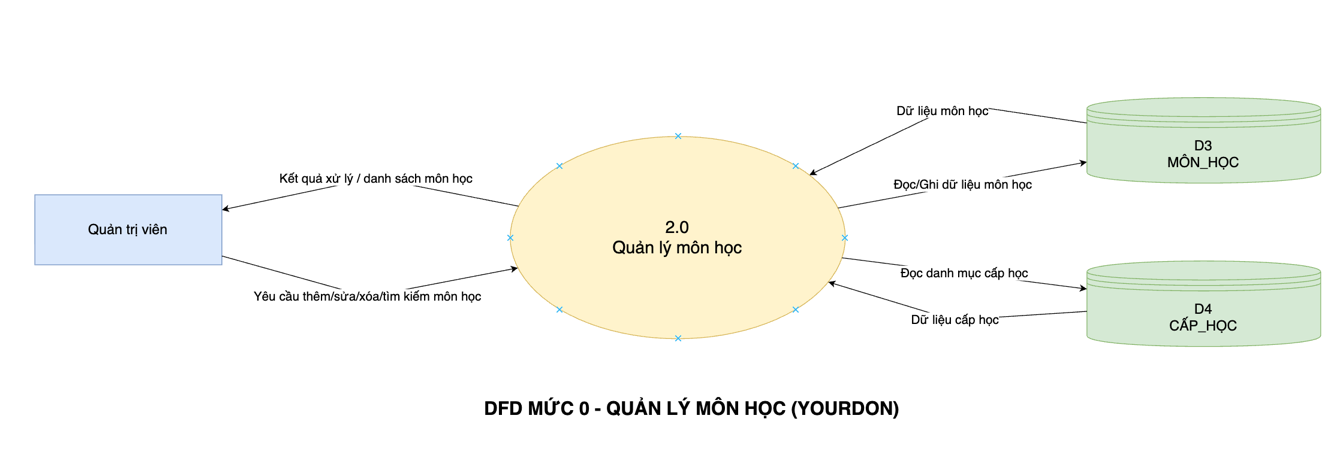 Dữ liệu môn học
D3
MÔN_HỌC
Kết quả xử lý / danh sách môn học
Đọc/Ghi dữ liệu môn học
Quản trị viên
2.0
Quản lý môn học
Đọc danh mục cấp học
Yêu cầu thêm/sửa/xóa/tìm kiếm môn học
D4
CẤP_HỌC
Dữ liệu cấp học
DFD MỨC 0 - QUẢN LÝ MÔN HỌC (YOURDON)